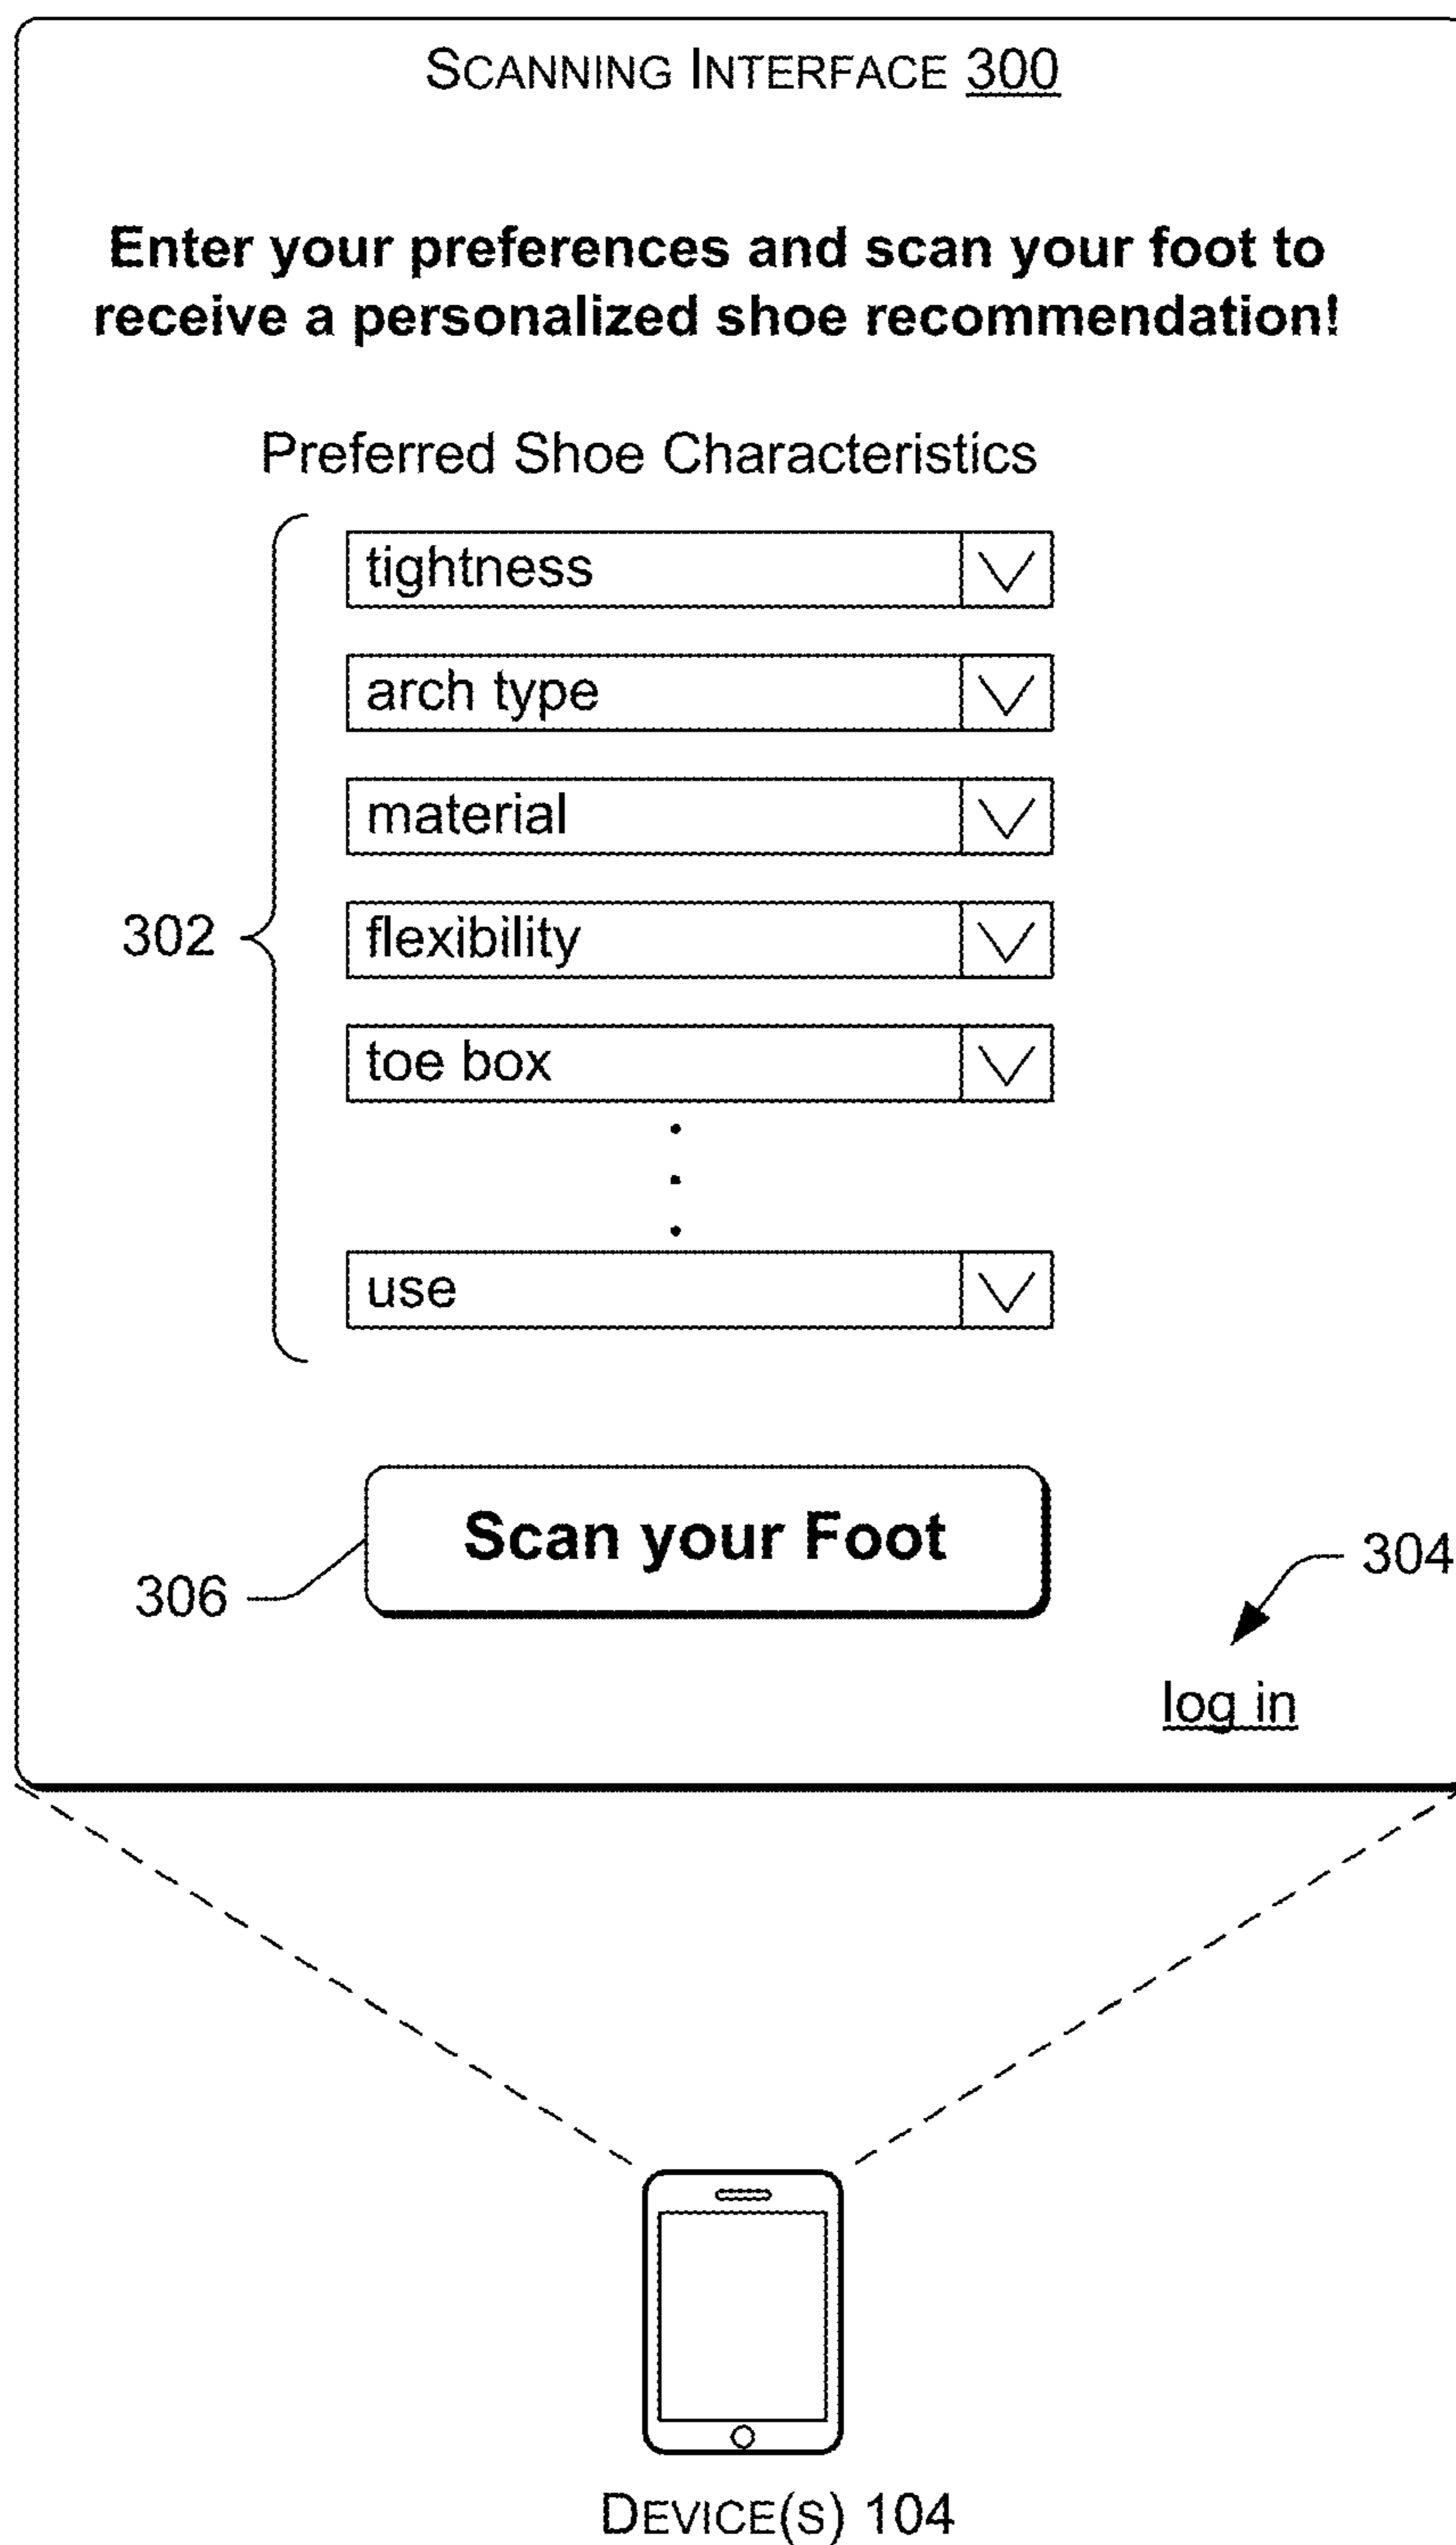 SCANNING INTERFACE 300
Enter your preferences and scan your foot to
receive a personalized shoe recommendation!
Preferred Shoe Characteristics
tightness
arch type
material
302
flexibility
toe box
use
Scan your Foot
304
306
log in
DEVICE(S) 104